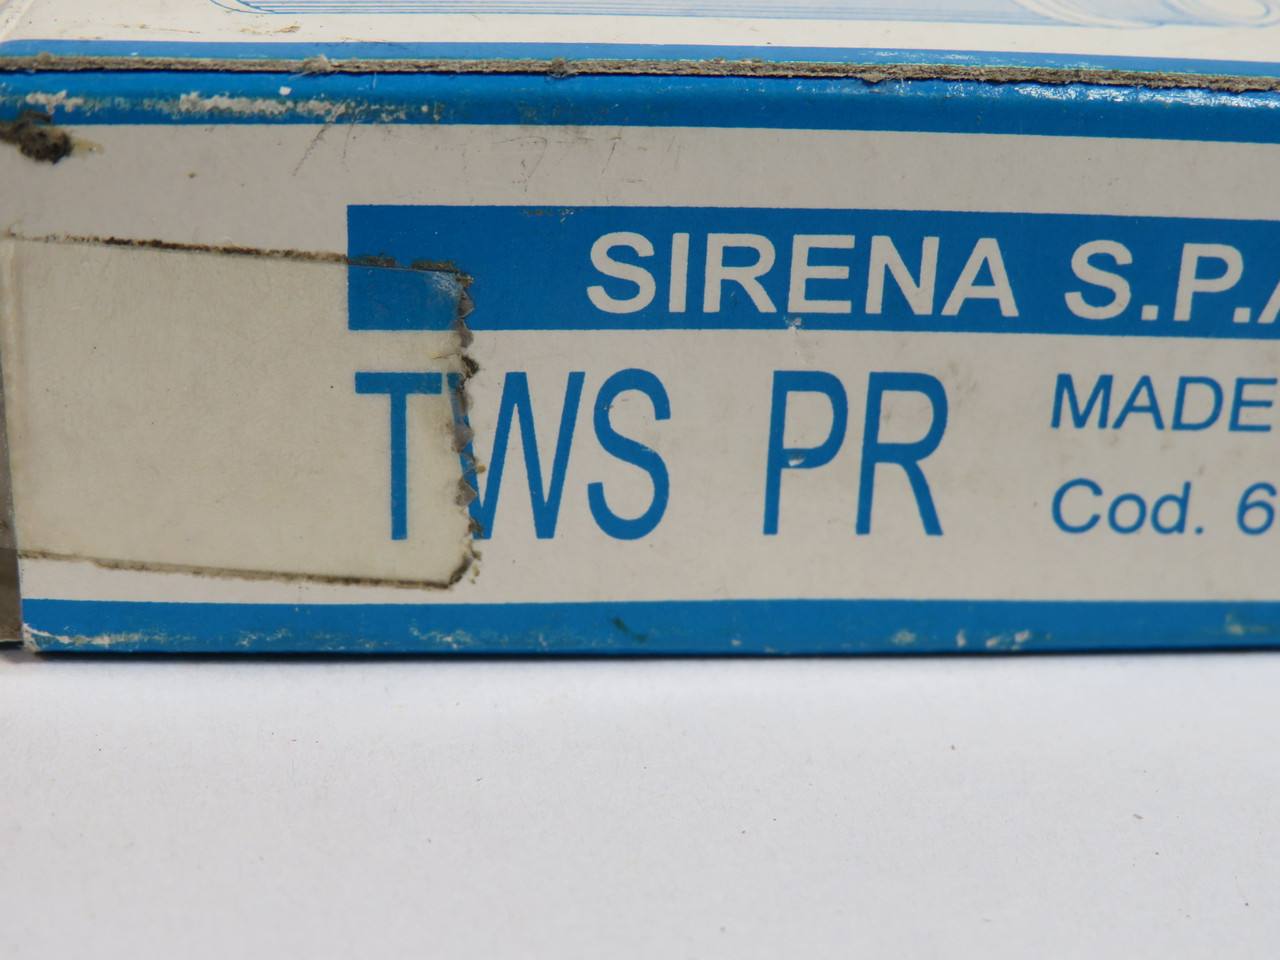 SIRENA S.P.A
TWS PR
MADE
Cod. 6